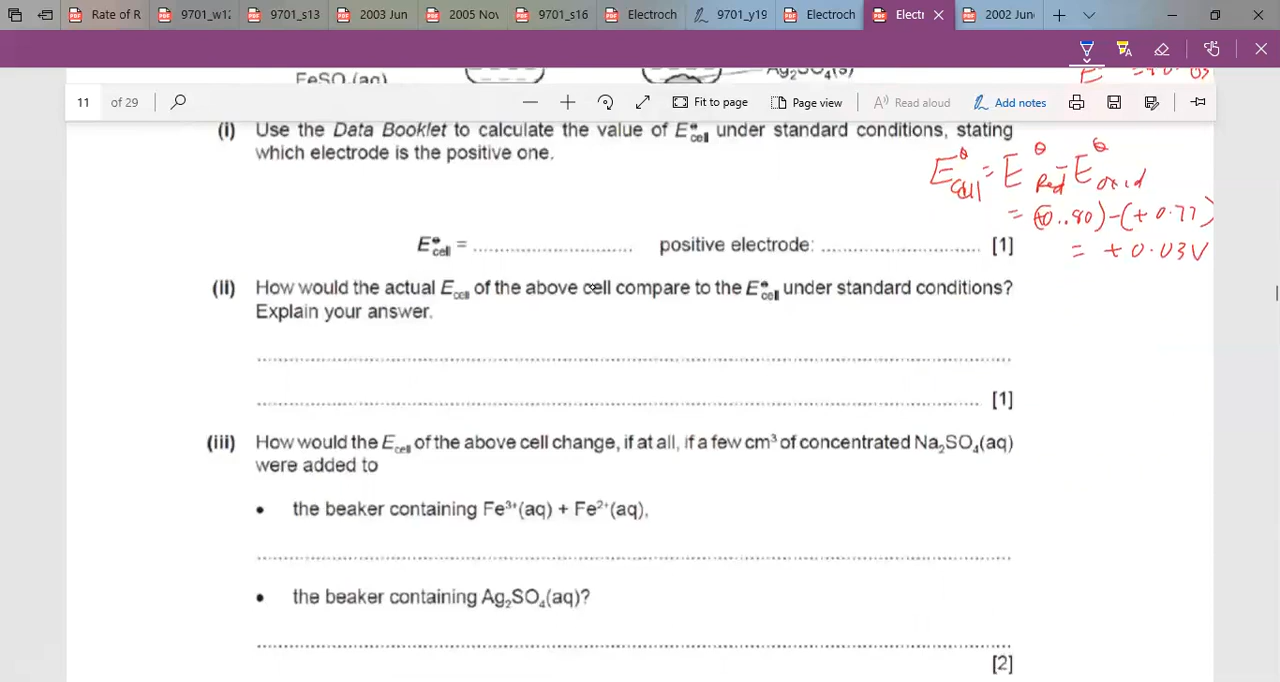 Rate of R
9701_w12
9701_s13
2003 Jun
2005 Nov
9701_s16
Electroch
9701_y19
Electroch
Electr
2002 Jun
FeSO (aq)
Ag₂SO₄(s)
11 of 29
Fit to page
Page view
Read aloud
Add notes
(i) Use the Data Booklet to calculate the value of E⦵cell under standard conditions, stating
which electrode is the positive one.
E⦵cell = E⦵Red - E⦵oxid
= (+0..80) - (+0.77)
= +0.03V
E⦵cell = .............................. positive electrode: .............................. [1]
(ii) How would the actual Ecell of the above cell compare to the E⦵cell under standard conditions?
Explain your answer.
[1]
(iii) How would the Ecell of the above cell change, if at all, if a few cm³ of concentrated Na₂SO₄(aq)
were added to
• the beaker containing Fe³⁺(aq) + Fe²⁺(aq),
• the beaker containing Ag₂SO₄(aq)?
[2]